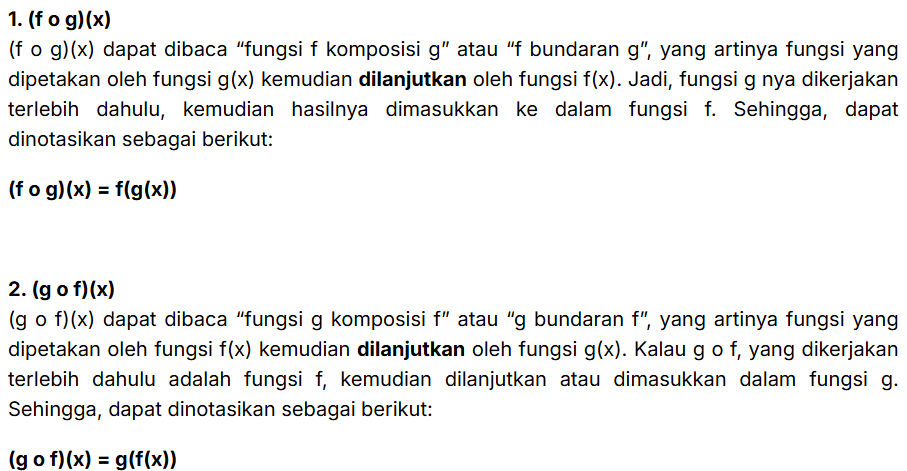 1. (f o g)(x)
(f o g)(x) dapat dibaca “fungsi f komposisi g” atau “f bundaran g”, yang artinya fungsi yang
dipetakan oleh fungsi g(x) kemudian dilanjutkan oleh fungsi f(x). Jadi, fungsi g nya dikerjakan
terlebih dahulu, kemudian hasilnya dimasukkan ke dalam fungsi f. Sehingga, dapat
dinotasikan sebagai berikut:
(f o g)(x) = f(g(x))
2. (g o f)(x)
(g o f)(x) dapat dibaca “fungsi g komposisi f” atau “g bundaran f”, yang artinya fungsi yang
dipetakan oleh fungsi f(x) kemudian dilanjutkan oleh fungsi g(x). Kalau g o f, yang dikerjakan
terlebih dahulu adalah fungsi f, kemudian dilanjutkan atau dimasukkan dalam fungsi g.
Sehingga, dapat dinotasikan sebagai berikut:
(g o f)(x) = g(f(x))